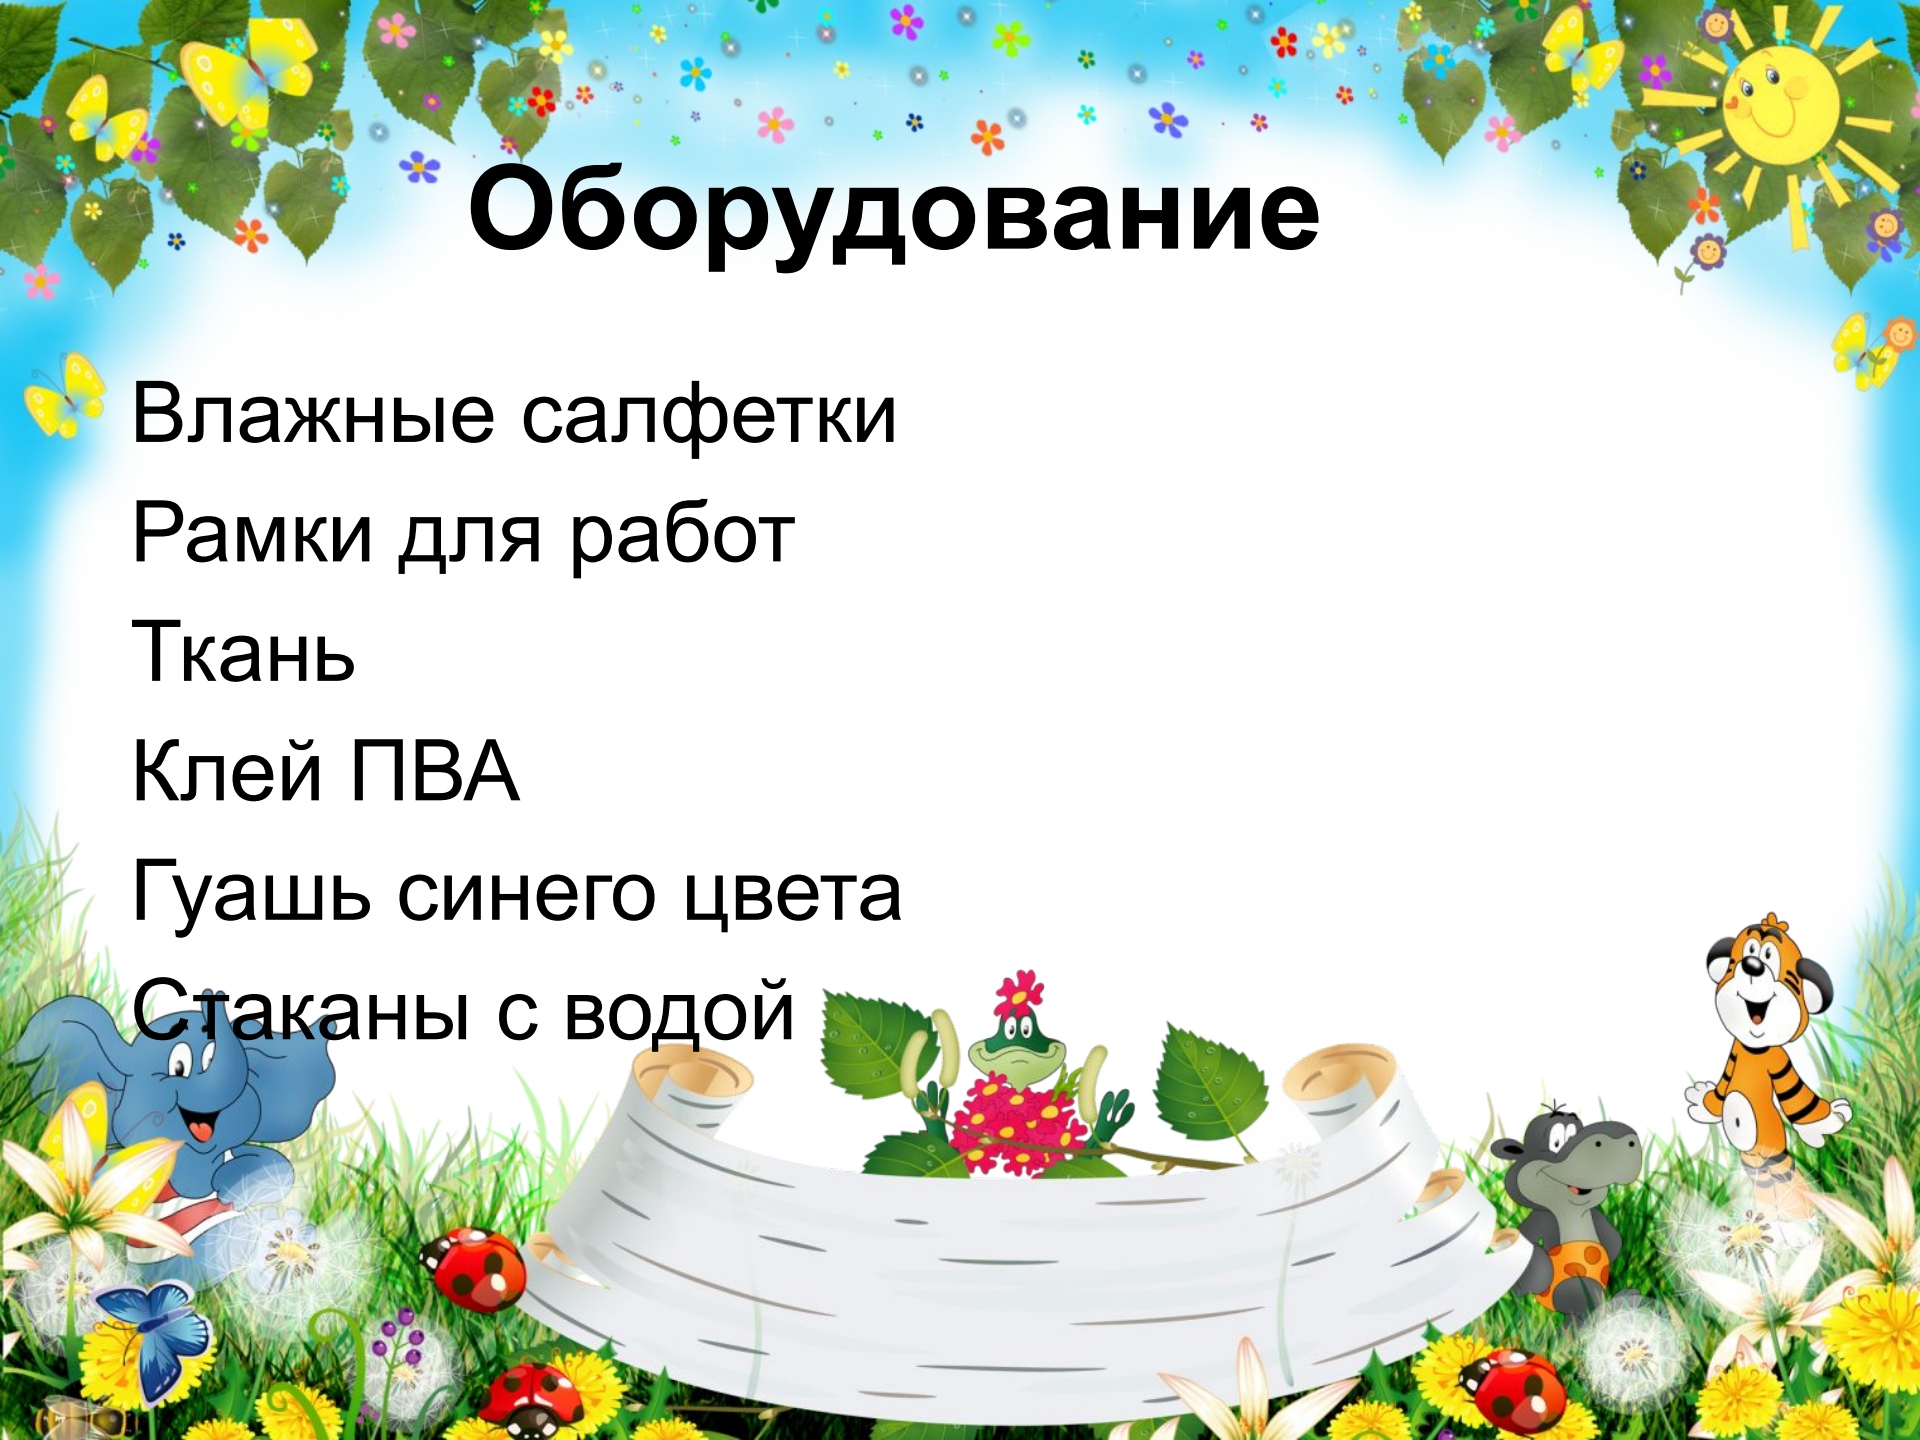 Оборудование
Влажные салфетки
Рамки для работ
Ткань
Клей ПВА
Гуашь синего цвета
Стаканы с водой